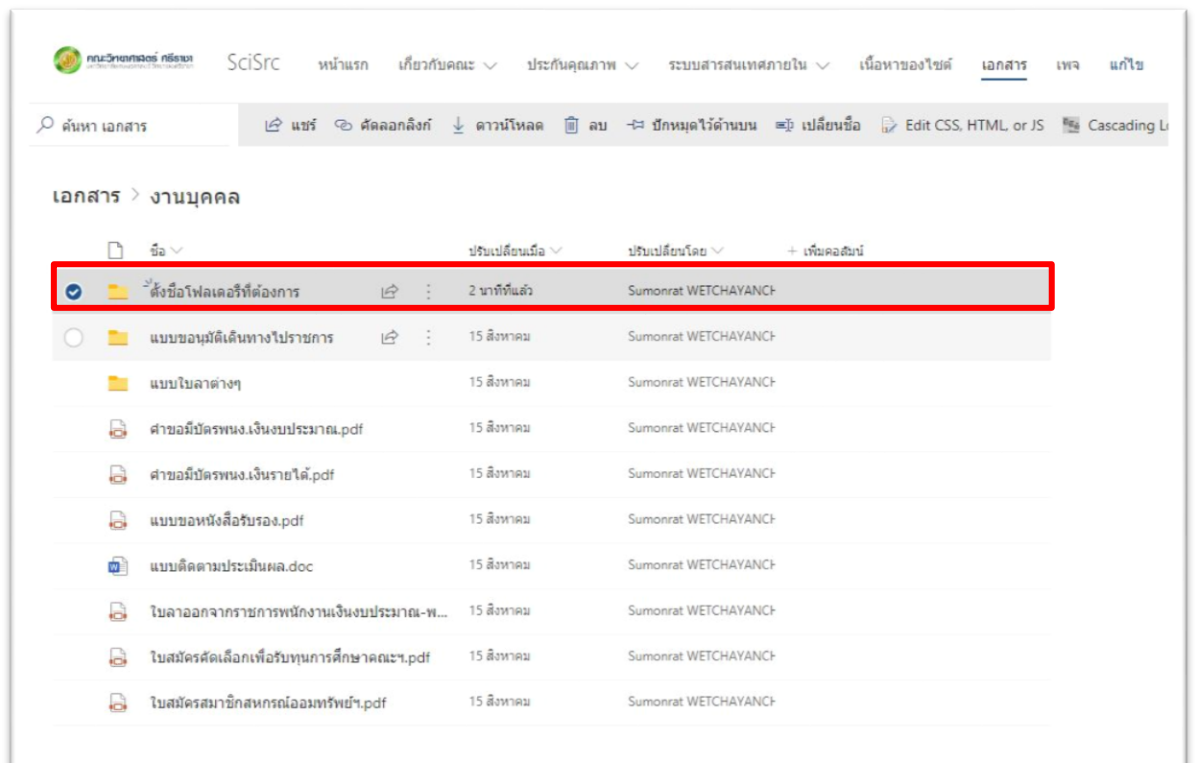 คณะวิทยาศาสตร์ ศรีราชา
SciSrc หน้าแรก เกี่ยวกับคณะ ประกันคุณภาพ ระบบสารสนเทศภายใน เนื้อหาของไซต์ เอกสาร เพจ แก้ไข
ค้นหา เอกสาร แชร์ คัดลอกลิงก์ ดาวน์โหลด ลบ ปักหมุดไว้ด้านบน เปลี่ยนชื่อ Edit CSS, HTML, or JS Cascading
เอกสาร > งานบุคคล
ชื่อ ปรับเปลี่ยนเมื่อ ปรับเปลี่ยนโดย + เพิ่มคอลัมน์
ตั้งชื่อโฟลเดอร์ที่ต้องการ 2 นาทีที่แล้ว Sumonrat WETCHAYANCH
แบบขอนุมัติเดินทางไปราชการ 15 สิงหาคม Sumonrat WETCHAYANCH
แบบใบลาต่างๆ 15 สิงหาคม Sumonrat WETCHAYANCH
คำขอมีบัตรพนง.เงินงบประมาณ.pdf 15 สิงหาคม Sumonrat WETCHAYANCH
คำขอมีบัตรพนง.เงินรายได้.pdf 15 สิงหาคม Sumonrat WETCHAYANCH
แบบขอหนังสือรับรอง.pdf 15 สิงหาคม Sumonrat WETCHAYANCH
แบบติดตามประเมินผล.doc 15 สิงหาคม Sumonrat WETCHAYANCH
ใบลาออกจากราชการพนักงานเงินงบประมาณ-พ... 15 สิงหาคม Sumonrat WETCHAYANCH
ใบสมัครคัดเลือกเพื่อรับทุนการศึกษาคณะฯ.pdf 15 สิงหาคม Sumonrat WETCHAYANCH
ใบสมัครสมาชิกสหกรณ์ออมทรัพย์ฯ.pdf 15 สิงหาคม Sumonrat WETCHAYANCH